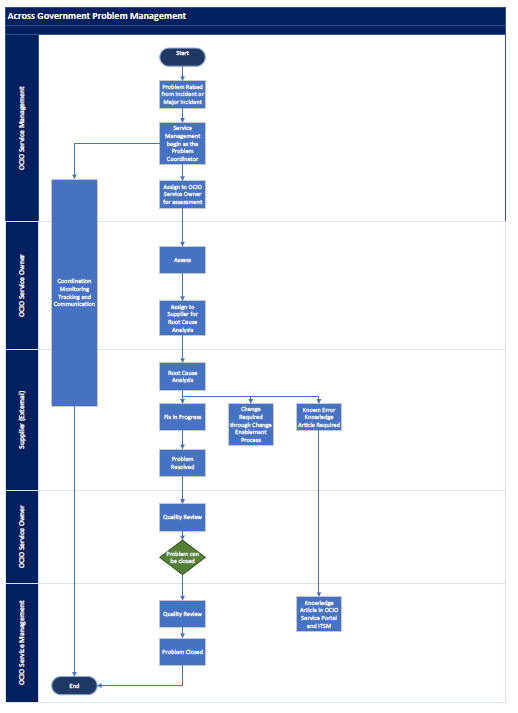 Across Government Problem Management
OCIO Service Management
Start
Problem Raised
from Incident or
Major Incident
Service
Management
begin as the
Problem
Coordinator
Assign to OCIO
Service Owner
for assessment
OCIO Service Owner
Coordination
Monitoring
Tracking and
Communication
Assess
Assign to
Supplier for
Root Cause
Analysis
Supplier (External)
Root Cause
Analysis
Fix in Progress
Change
Required
through Change
Enablement
Process
Known Error
Knowledge
Article Required
Problem
Resolved
OCIO Service Owner
Quality Review
Problem can
be closed
OCIO Service Management
Quality Review
Knowledge
Article in OCIO
Service Portal
and ITSM
Problem Closed
End